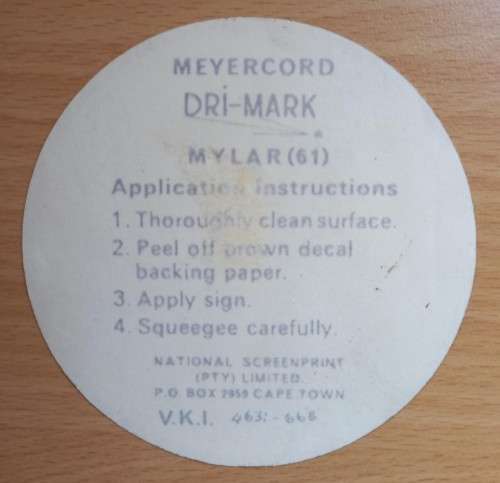 MEYERCORD
DRi-MARK
MYLAR (61)
Application Instructions
1. Thoroughly clean surface.
2. Peel off brown decal
backing paper.
3. Apply sign.
4. Squeegee carefully.
NATIONAL SCREENPRINT
(PTY) LIMITED.
P.O. BOX 2959 CAPE TOWN
V.K.I.